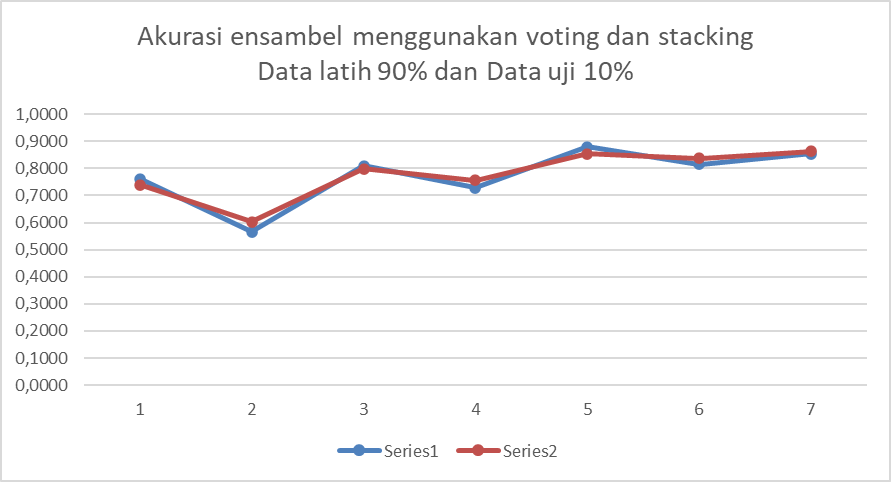 Akurasi ensambel menggunakan voting dan stacking
Data latih 90% dan Data uji 10%
1,0000
0,9000
0,8000
0,7000
0,6000
0,5000
0,4000
0,3000
0,2000
0,1000
0,0000
1 2 3 4 5 6 7
Series1 Series2